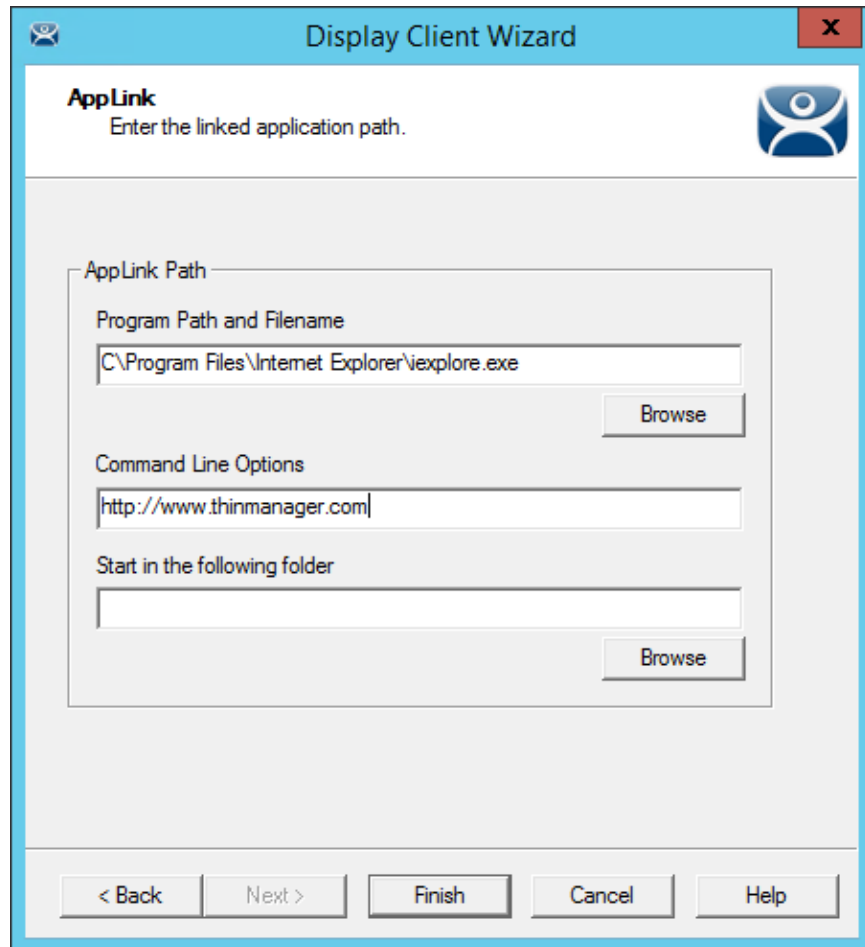 Display Client Wizard
x
AppLink
Enter the linked application path.
AppLink Path
Program Path and Filename
C\Program Files\Internet Explorer\iexplore.exe
Browse
Command Line Options
http://www.thinmanager.com
Start in the following folder
Browse
< Back Next > Finish Cancel Help